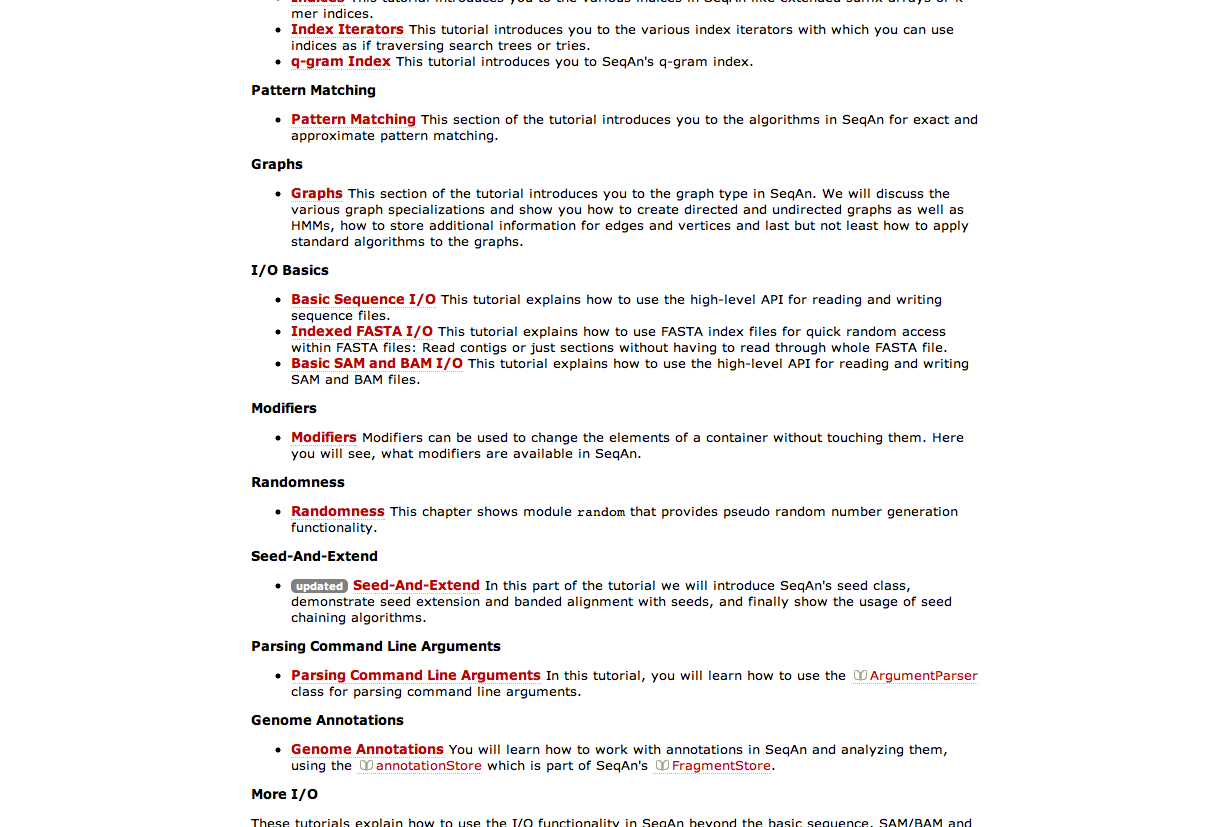 Indices This tutorial introduces you to the various indices in SeqAn like extended suffix arrays or k-
mer indices.
Index Iterators This tutorial introduces you to the various index iterators with which you can use
indices as if traversing search trees or tries.
q-gram Index This tutorial introduces you to SeqAn's q-gram index.
Pattern Matching
Pattern Matching This section of the tutorial introduces you to the algorithms in SeqAn for exact and
approximate pattern matching.
Graphs
Graphs This section of the tutorial introduces you to the graph type in SeqAn. We will discuss the
various graph specializations and show you how to create directed and undirected graphs as well as
HMMs, how to store additional information for edges and vertices and last but not least how to apply
standard algorithms to the graphs.
I/O Basics
Basic Sequence I/O This tutorial explains how to use the high-level API for reading and writing
sequence files.
Indexed FASTA I/O This tutorial explains how to use FASTA index files for quick random access
within FASTA files: Read contigs or just sections without having to read through whole FASTA file.
Basic SAM and BAM I/O This tutorial explains how to use the high-level API for reading and writing
SAM and BAM files.
Modifiers
Modifiers Modifiers can be used to change the elements of a container without touching them. Here
you will see, what modifiers are available in SeqAn.
Randomness
Randomness This chapter shows module random that provides pseudo random number generation
functionality.
Seed-And-Extend
updated Seed-And-Extend In this part of the tutorial we will introduce SeqAn's seed class,
demonstrate seed extension and banded alignment with seeds, and finally show the usage of seed
chaining algorithms.
Parsing Command Line Arguments
Parsing Command Line Arguments In this tutorial, you will learn how to use the ArgumentParser
class for parsing command line arguments.
Genome Annotations
Genome Annotations You will learn how to work with annotations in SeqAn and analyzing them,
using the annotationStore which is part of SeqAn's FragmentStore.
More I/O
These tutorials explain how to use the I/O functionality in SeqAn beyond the basic sequence, SAM/BAM and